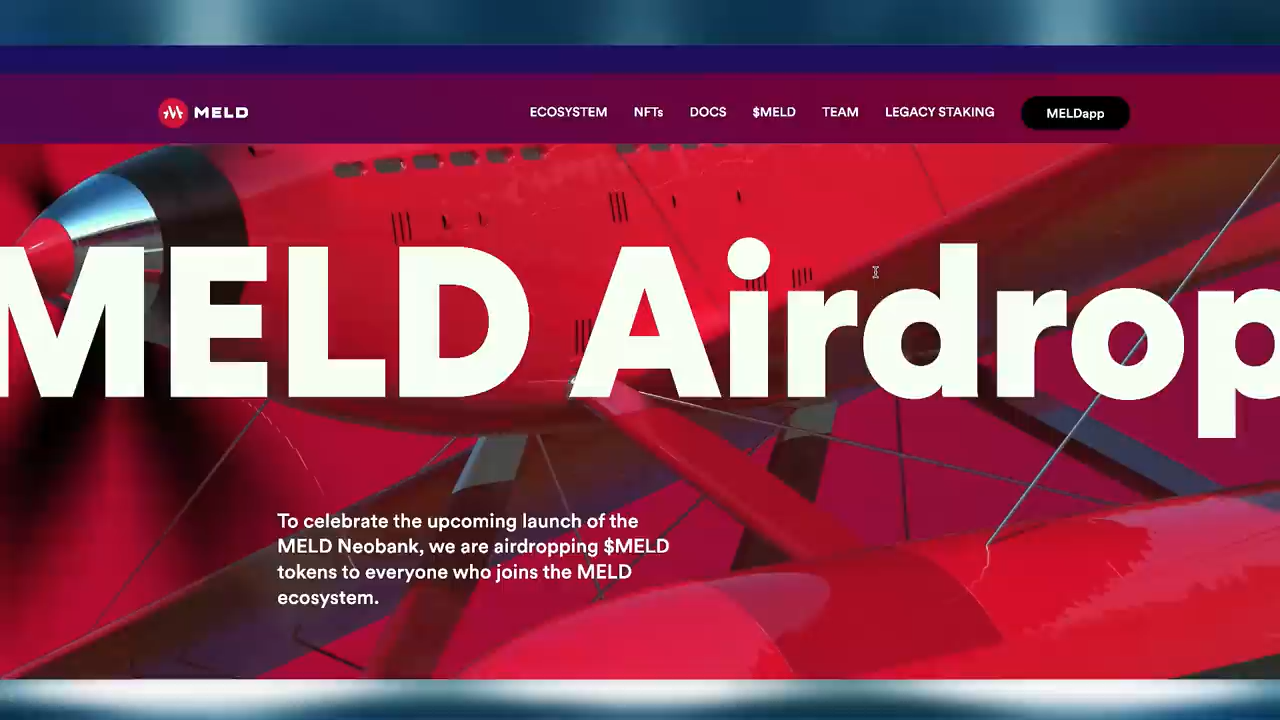 MELD
ECOSYSTEM NFTs DOCS $MELD TEAM LEGACY STAKING MELDapp
MELD Airdrop
To celebrate the upcoming launch of the
MELD Neobank, we are airdropping $MELD
tokens to everyone who joins the MELD
ecosystem.